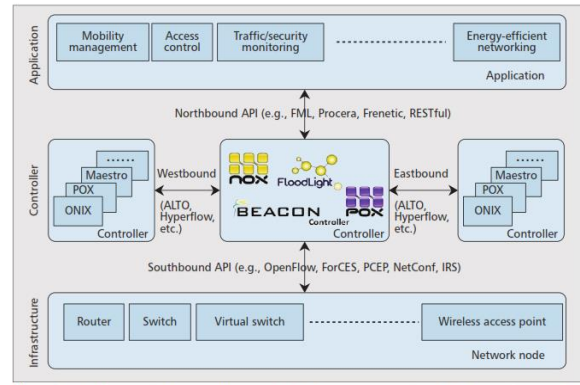 Application
Mobility
management
Access
control
Traffic/security
monitoring
Energy-efficient
networking
Application
Northbound API (e.g., FML, Procera, Frenetic, RESTful)
Controller
......
Maestro
POX
ONIX
Controller
Westbound
(ALTO,
Hyperflow,
etc.)
nox
FloodLight
BEACON
Controller
POX
Controller
Eastbound
(ALTO,
Hyperflow,
etc.)
......
Maestro
POX
ONIX
Controller
Southbound API (e.g., OpenFlow, ForCES, PCEP, NetConf, IRS)
Infrastructure
Router
Switch
Virtual switch
Wireless access point
Network node